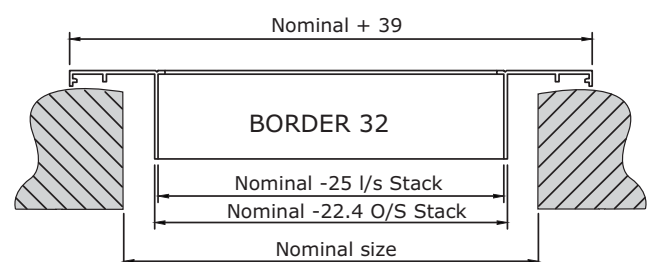 Nominal + 39
BORDER 32
Nominal -25 l/s Stack
Nominal -22.4 O/S Stack
Nominal size